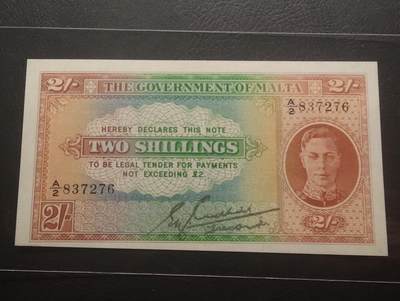 2/- THE GOVERNMENT OF MALTA 2/-
A/2 837276
HEREBY DECLARES THIS NOTE
TWO SHILLINGS
TO BE LEGAL TENDER FOR PAYMENTS
NOT EXCEEDING £2.
A/2 837276
2/- 2/-